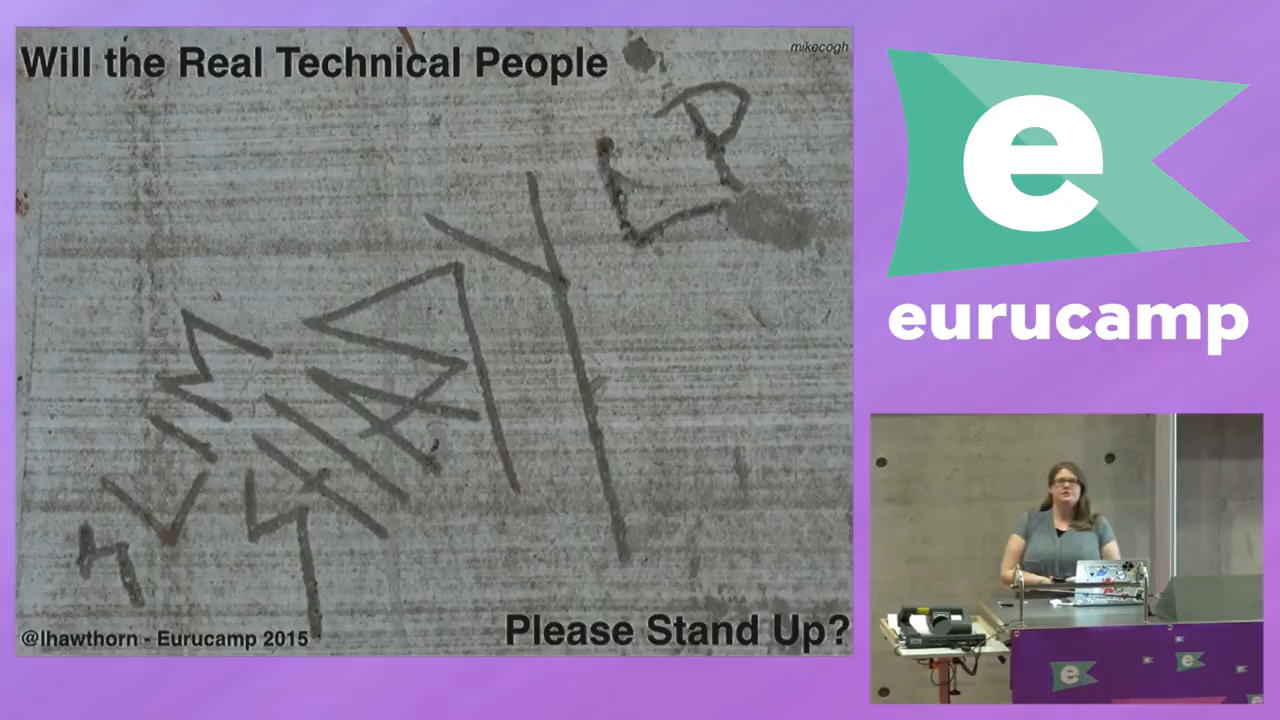 Will the Real Technical People
mikecogh
@lhawthorn - Eurucamp 2015
Please Stand Up?
e
eurucamp
e
e